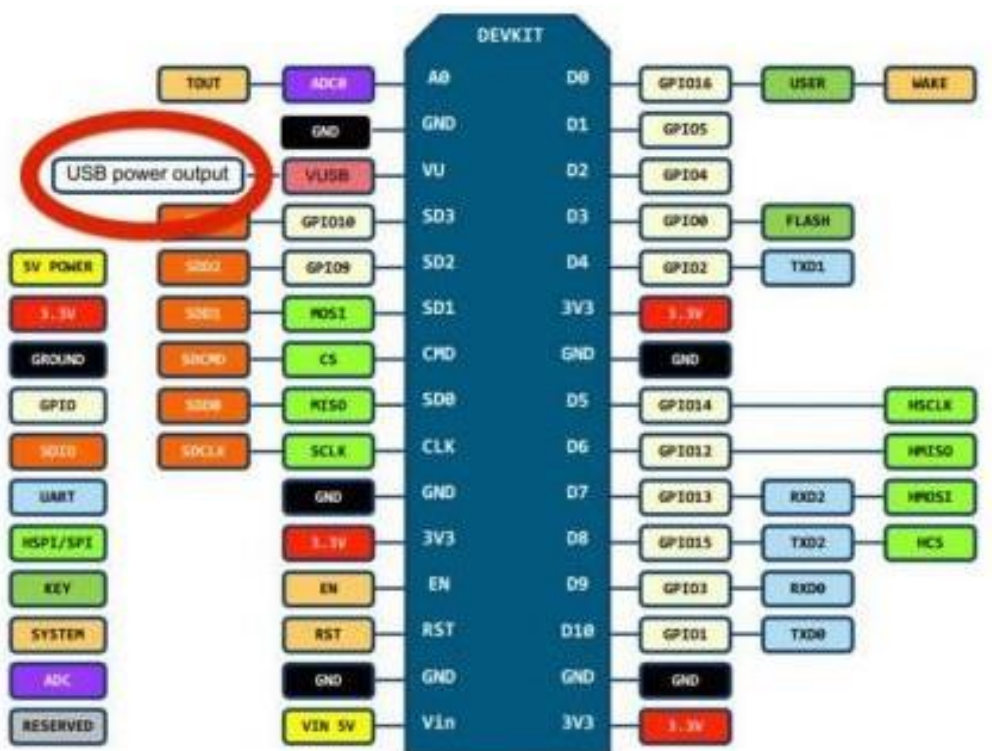 DEVKIT
TOUT ADC0 A0 D0 GPIO16 USER WAKE
GND GND D1 GPIO5
USB power output VUSB VU D2 GPIO4
GPIO10 SD3 D3 GPIO0 FLASH
5V POWER SDD2 GPIO9 SD2 D4 GPIO2 TXD1
3.3V SDD1 MOSI SD1 3V3 3.3V
GROUND SDCMD CS CMD GND GND
GPIO SDD0 MISO SD0 D5 GPIO14 HSCLK
SDIO SDCLK SCLK CLK D6 GPIO12 HMISO
UART GND GND D7 GPIO13 RXD2 HMOSI
HSPI/SPI 3.3V 3V3 D8 GPIO15 TXD2 HCS
KEY EN EN D9 GPIO3 RXD0
SYSTEM RST RST D10 GPIO1 TXD0
ADC GND GND GND GND
RESERVED VIN 5V Vin 3V3 3.3V